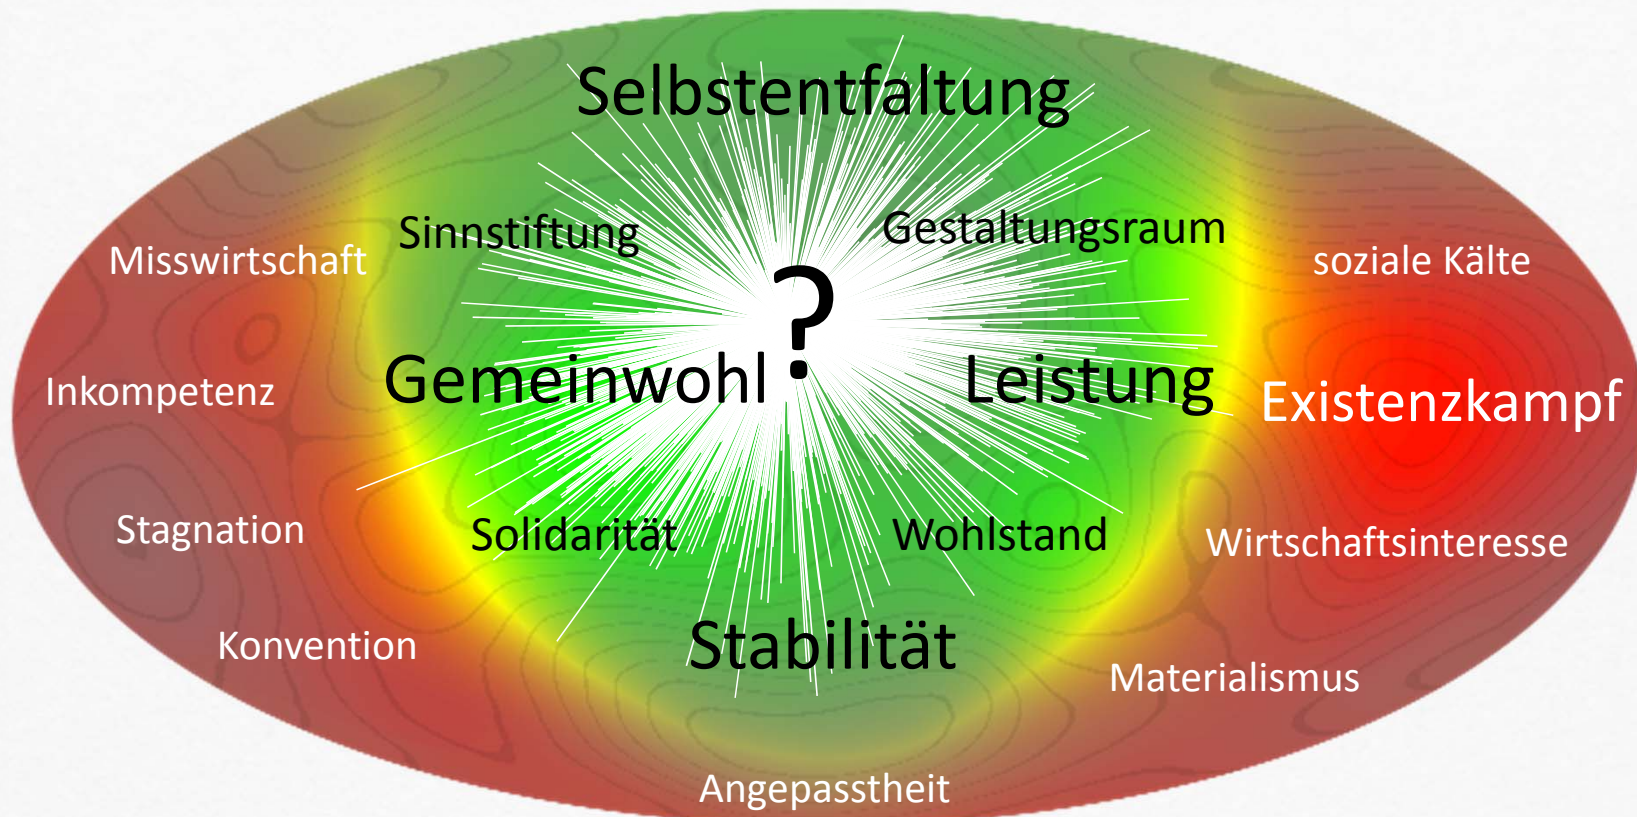 Selbstentfaltung
Sinnstiftung
Gestaltungsraum
Misswirtschaft
soziale Kälte
?
Gemeinwohl
Leistung
Inkompetenz
Existenzkampf
Stagnation
Solidarität
Wohlstand
Wirtschaftsinteresse
Konvention
Stabilität
Materialismus
Angepasstheit